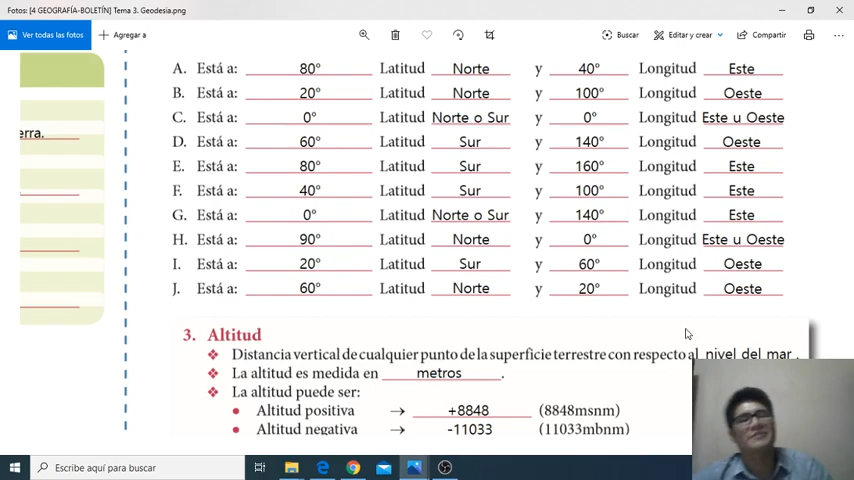 Fotos: [4 GEOGRAFÍA-BOLETÍN] Tema 3. Geodesia.png
Ver todas las fotos Agregar a Buscar Editar y crear Compartir
A. Está a: 80° Latitud Norte y 40° Longitud Este
B. Está a: 20° Latitud Norte y 100° Longitud Oeste
C. Está a: 0° Latitud Norte o Sur y 0° Longitud Este u Oeste
erra.
D. Está a: 60° Latitud Sur y 140° Longitud Oeste
E. Está a: 80° Latitud Sur y 160° Longitud Este
F. Está a: 40° Latitud Sur y 100° Longitud Este
G. Está a: 0° Latitud Norte o Sur y 140° Longitud Este
H. Está a: 90° Latitud Norte y 0° Longitud Este u Oeste
I. Está a: 20° Latitud Sur y 60° Longitud Oeste
J. Está a: 60° Latitud Norte y 20° Longitud Oeste
3. Altitud
Distancia vertical de cualquier punto de la superficie terrestre con respecto al nivel del mar .
La altitud es medida en metros .
La altitud puede ser:
Altitud positiva → +8848 (8848msnm)
Altitud negativa → -11033 (11033mbnm)
Escribe aquí para buscar